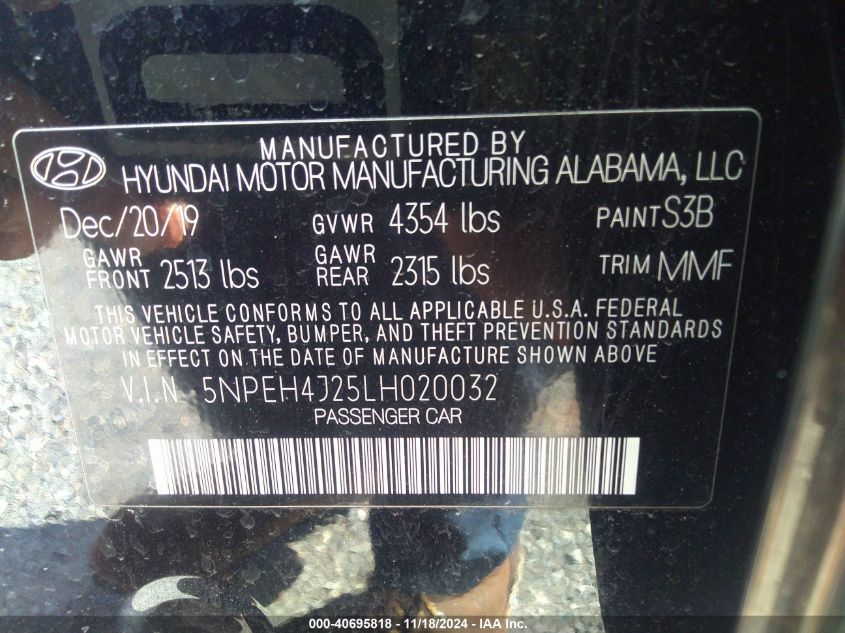 MANUFACTURED BY
HYUNDAI MOTOR MANUFACTURING ALABAMA, LLC
Dec/20/19 GVWR 4354 lbs PAINT S3B
GAWR FRONT 2513 lbs GAWR REAR 2315 lbs TRIM MMF
THIS VEHICLE CONFORMS TO ALL APPLICABLE U.S.A. FEDERAL
MOTOR VEHICLE SAFETY, BUMPER, AND THEFT PREVENTION STANDARDS
IN EFFECT ON THE DATE OF MANUFACTURE SHOWN ABOVE
V.I.N 5NPEH4J25LH020032
PASSENGER CAR
000-40695818 - 11/18/2024 - IAA Inc.